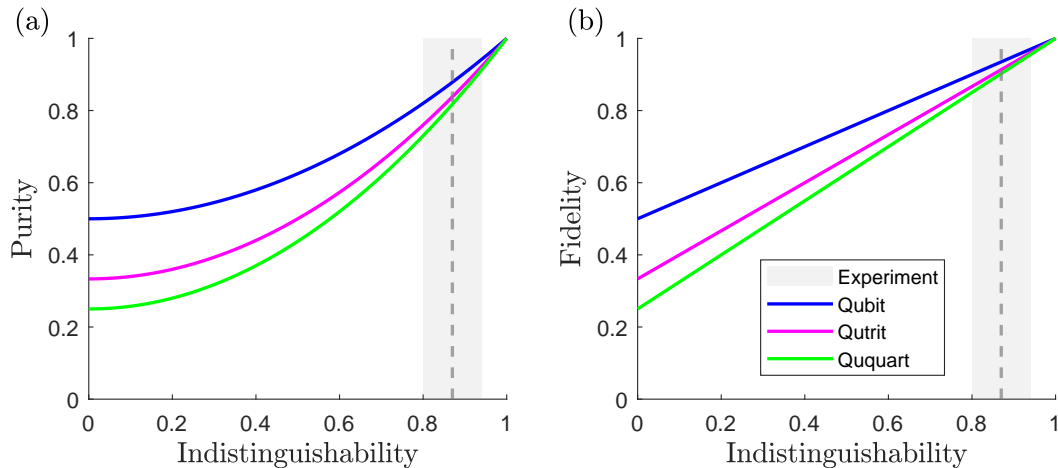 (a)
Purity
1
0.8
0.6
0.4
0.2
0
0 0.2 0.4 0.6 0.8 1
Indistinguishability
(b)
Fidelity
1
0.8
0.6
0.4
0.2
0
0 0.2 0.4 0.6 0.8 1
Indistinguishability
Experiment
Qubit
Qutrit
Ququart